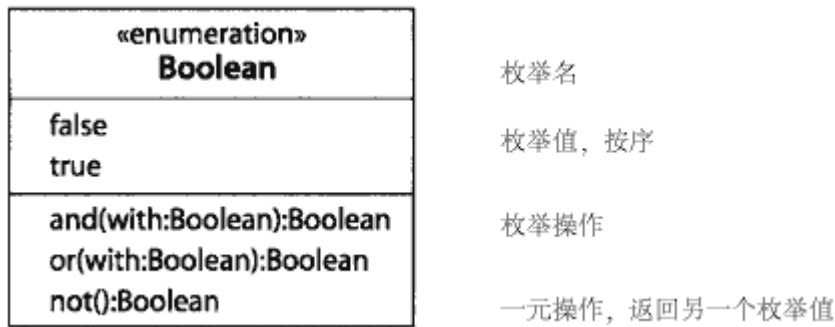 «enumeration»
Boolean
枚举名
false
枚举值，按序
true
and(with:Boolean):Boolean
枚举操作
or(with:Boolean):Boolean
not():Boolean
一元操作，返回另一个枚举值